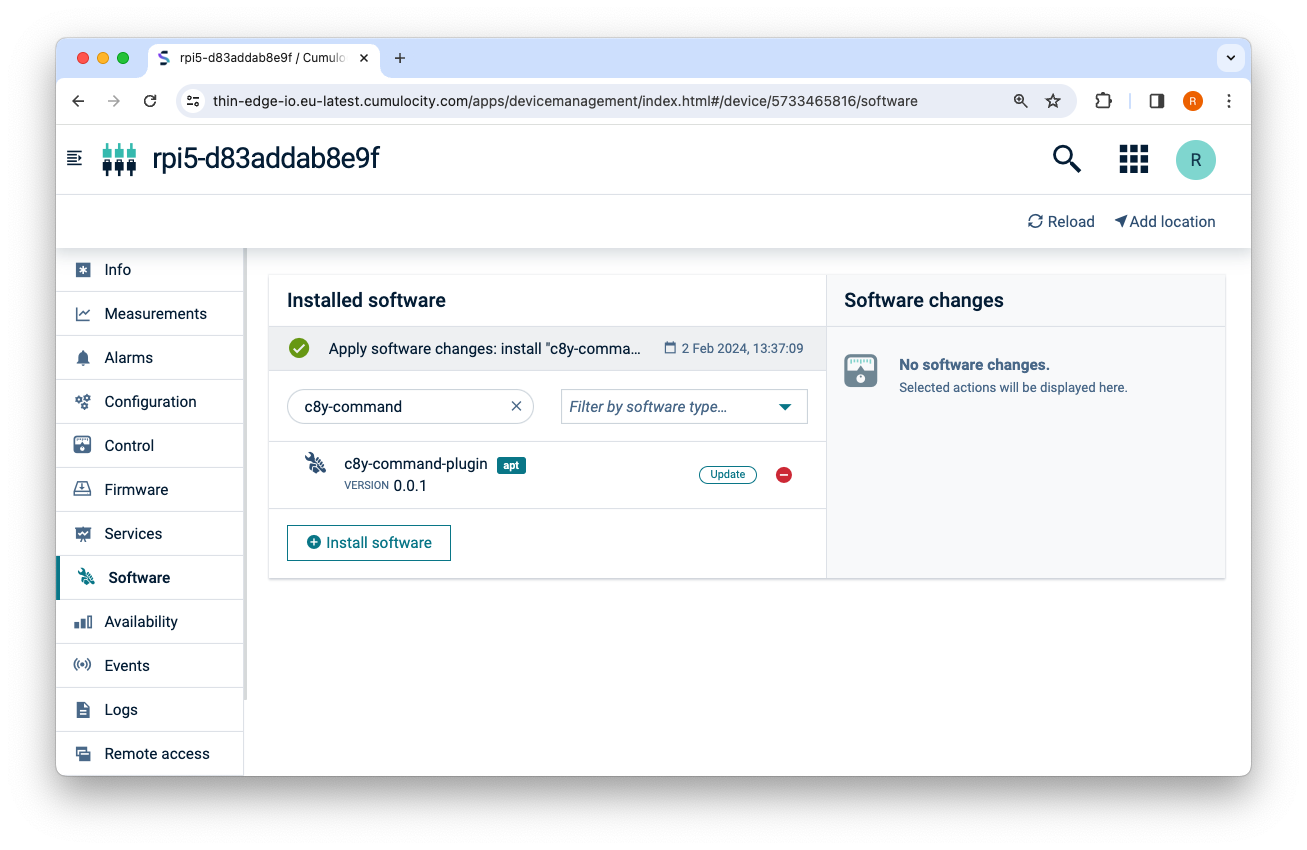 rpi5-d83addab8e9f / Cumulo
thin-edge-io.eu-latest.cumulocity.com/apps/devicemanagement/index.html#/device/5733465816/software
R
rpi5-d83addab8e9f
R
Reload
Add location
Info
Measurements
Alarms
Configuration
Control
Firmware
Services
Software
Availability
Events
Logs
Remote access
Installed software
Apply software changes: install "c8y-comma...
2 Feb 2024, 13:37:09
c8y-command
Filter by software type...
c8y-command-plugin apt
VERSION 0.0.1
Update
Install software
Software changes
No software changes.
Selected actions will be displayed here.